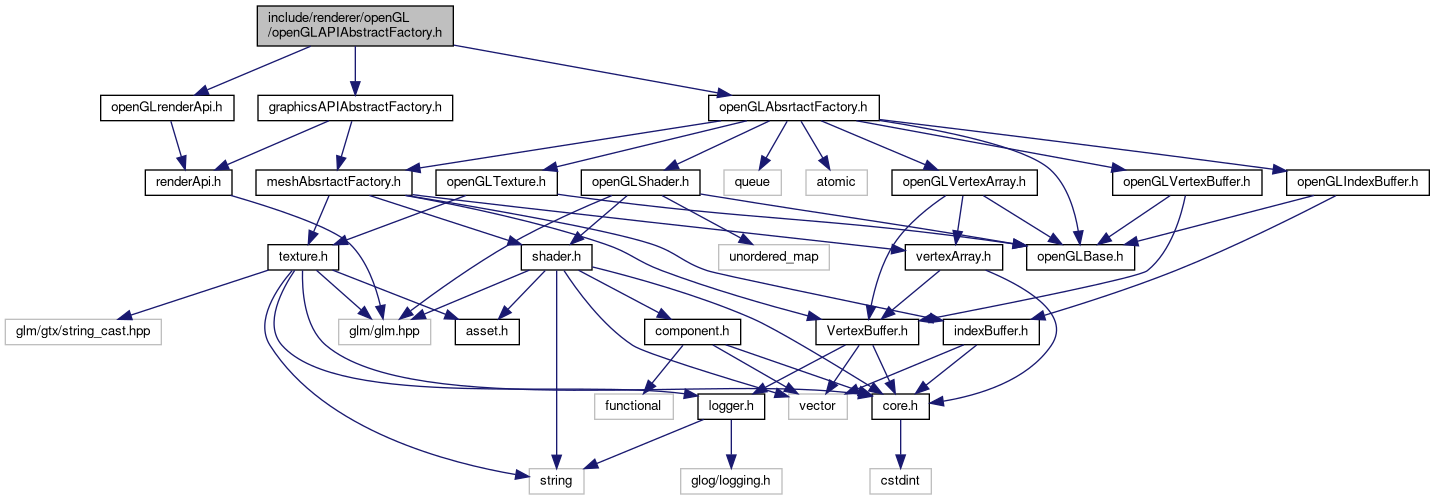 include/renderer/openGL
/openGLAPIAbstractFactory.h
openGLrenderApi.h
graphicsAPIAbstractFactory.h
openGLAbsrtactFactory.h
renderApi.h
meshAbsrtactFactory.h
openGLTexture.h
openGLShader.h
queue
atomic
openGLVertexArray.h
openGLVertexBuffer.h
openGLIndexBuffer.h
texture.h
shader.h
unordered_map
vertexArray.h
openGLBase.h
glm/gtx/string_cast.hpp
glm/glm.hpp
asset.h
component.h
VertexBuffer.h
indexBuffer.h
functional
logger.h
vector
core.h
string
glog/logging.h
cstdint